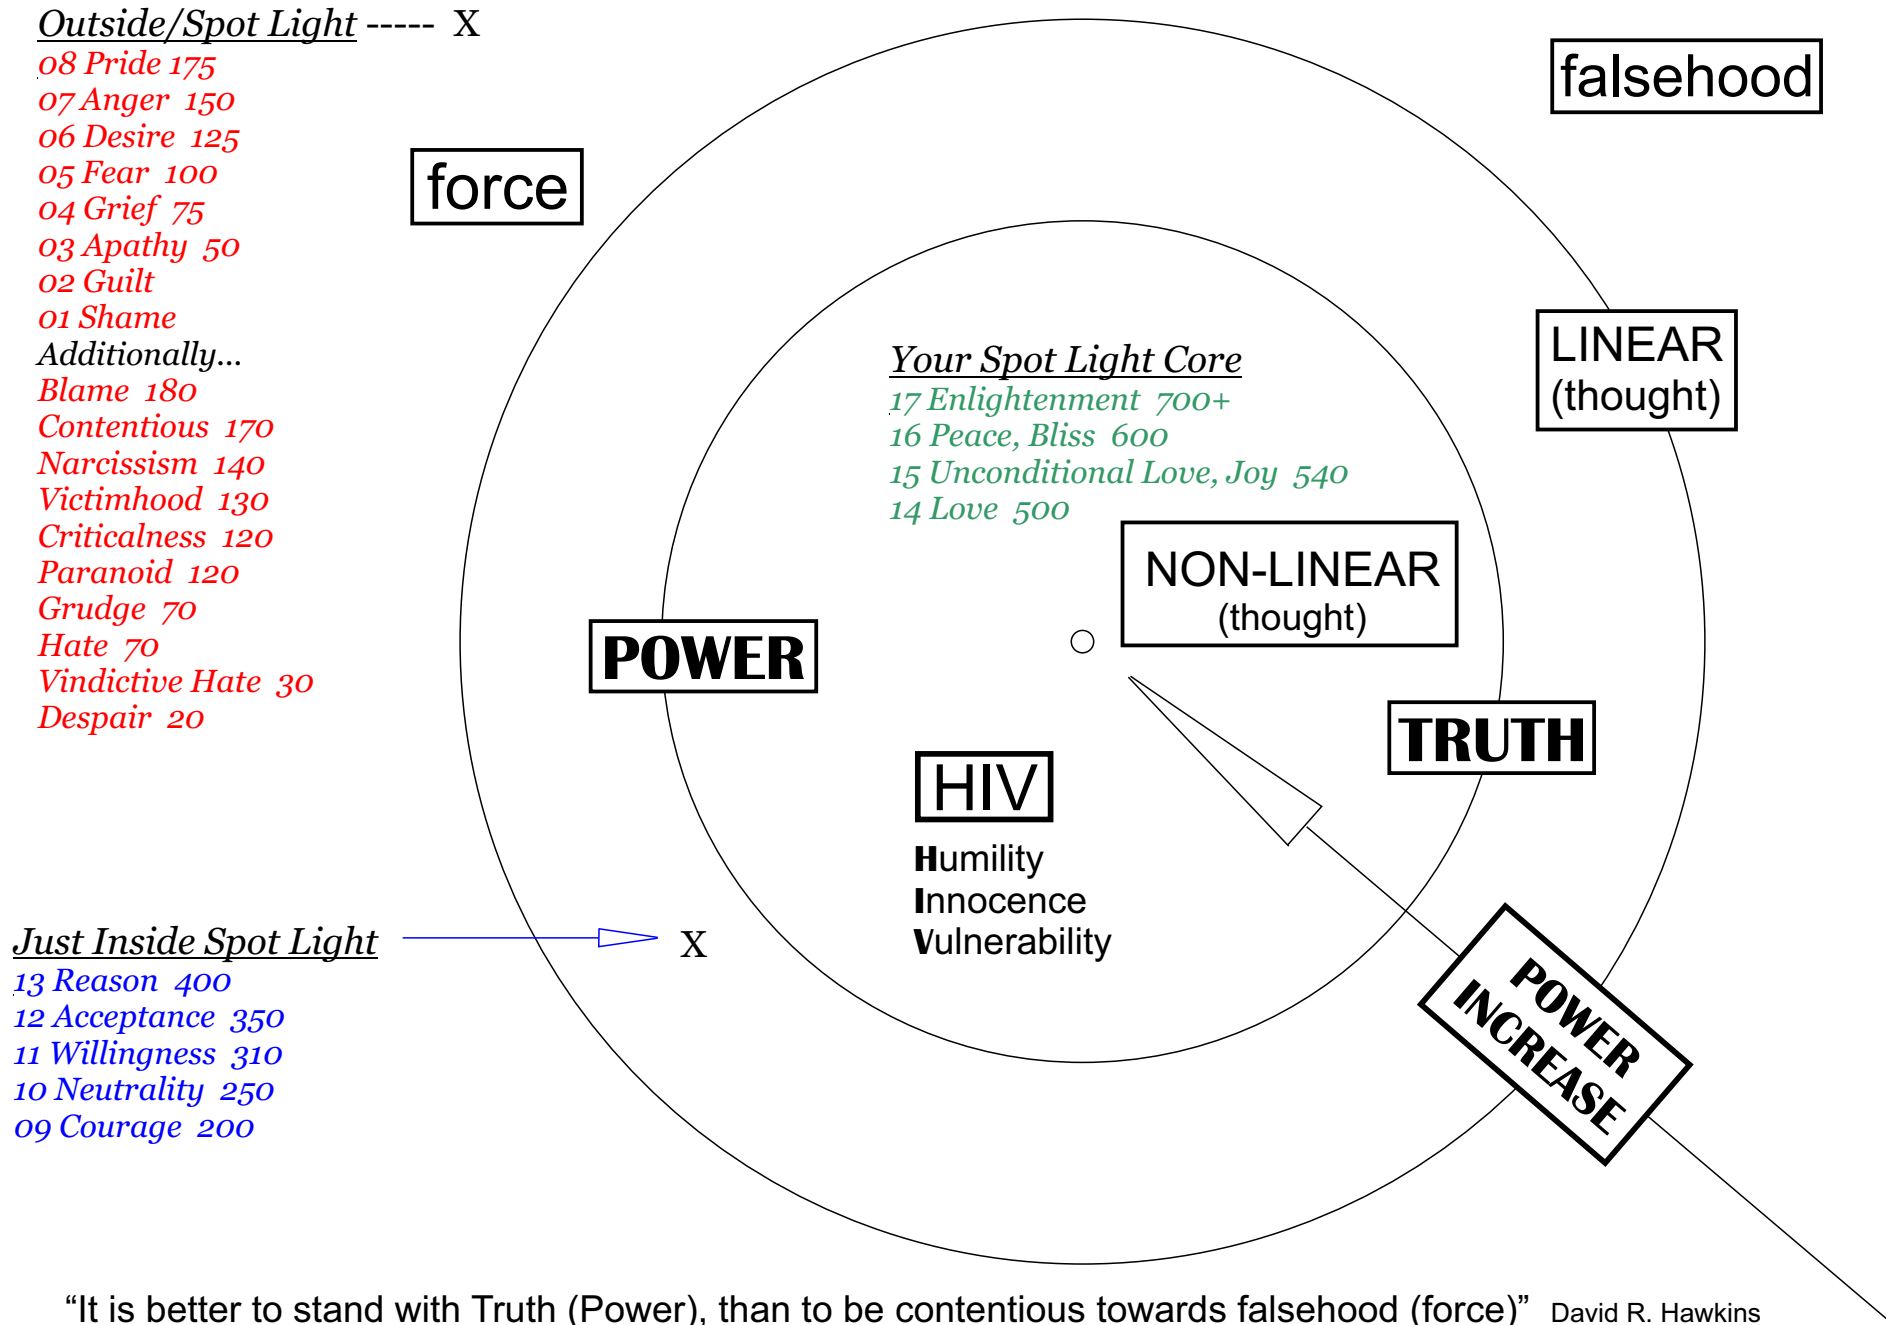 Outside/Spot Light ----- X
08 Pride 175
07 Anger 150
06 Desire 125
05 Fear 100
04 Grief 75
03 Apathy 50
02 Guilt
01 Shame
Additionally...
Blame 180
Contentious 170
Narcissism 140
Victimhood 130
Criticalness 120
Paranoid 120
Grudge 70
Hate 70
Vindictive Hate 30
Despair 20
force
falsehood
LINEAR
(thought)
Your Spot Light Core
17 Enlightenment 700+
16 Peace, Bliss 600
15 Unconditional Love, Joy 540
14 Love 500
NON-LINEAR
(thought)
POWER
TRUTH
HIV
Humility
Innocence
Vulnerability
Just Inside Spot Light
X
13 Reason 400
12 Acceptance 350
11 Willingness 310
10 Neutrality 250
09 Courage 200
POWER
INCREASE
“It is better to stand with Truth (Power), than to be contentious towards falsehood (force)” David R. Hawkins